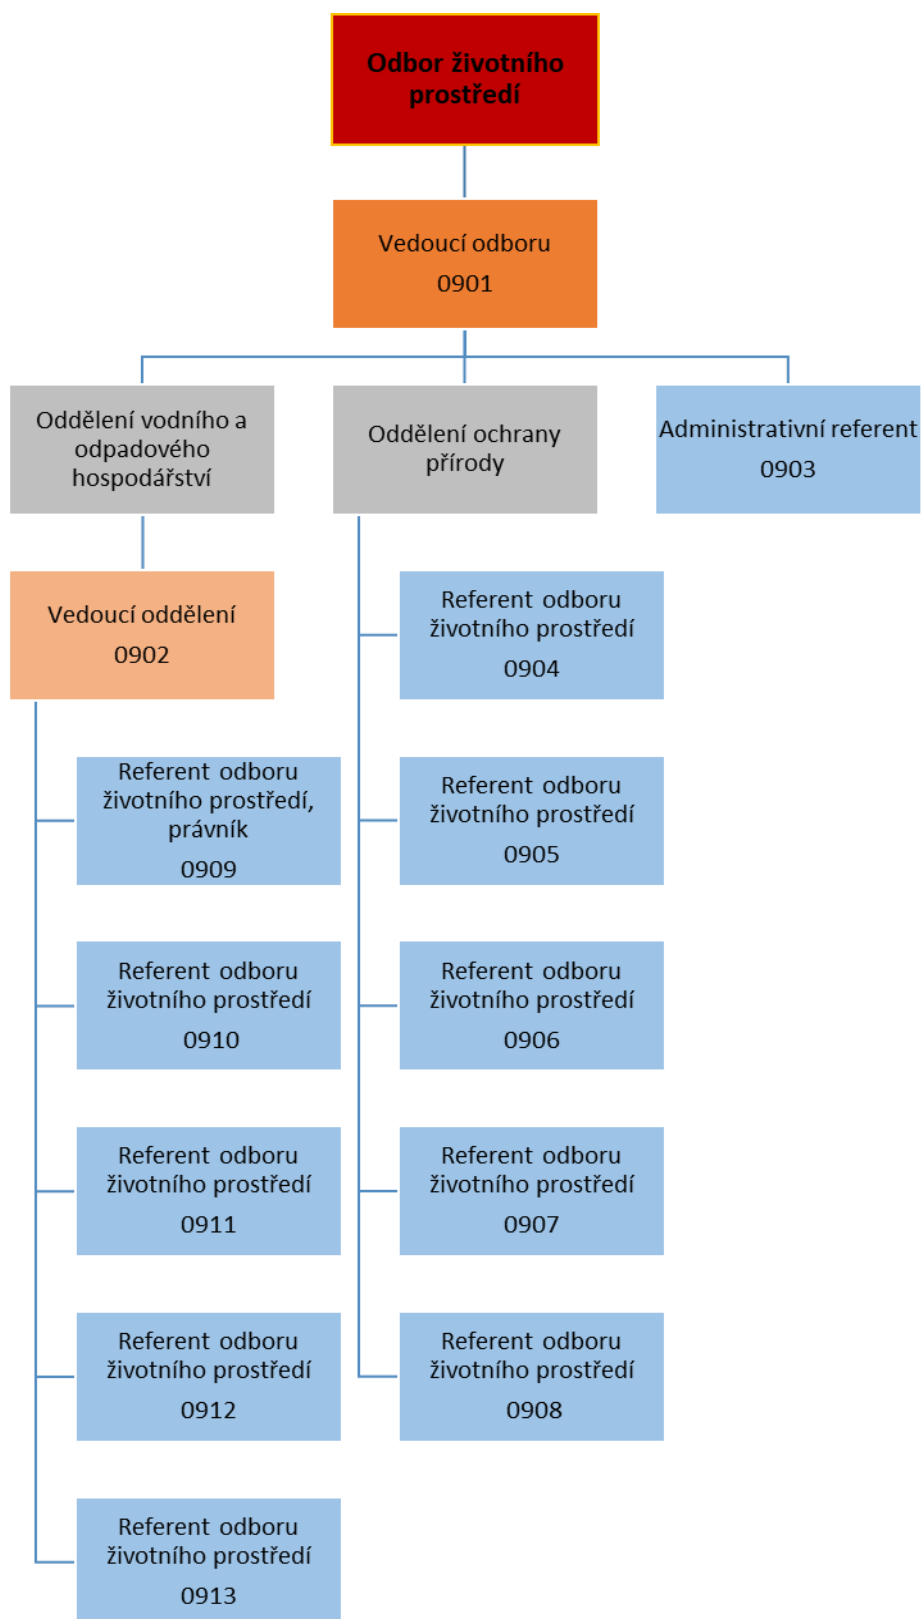 Odbor životního
prostředí
Vedoucí odboru
0901
Oddělení vodního a
odpadového
hospodářství
Oddělení ochrany
přírody
Administrativní referent
0903
Vedoucí oddělení
0902
Referent odboru
životního prostředí,
právník
0909
Referent odboru
životního prostředí
0910
Referent odboru
životního prostředí
0911
Referent odboru
životního prostředí
0912
Referent odboru
životního prostředí
0913
Referent odboru
životního prostředí
0904
Referent odboru
životního prostředí
0905
Referent odboru
životního prostředí
0906
Referent odboru
životního prostředí
0907
Referent odboru
životního prostředí
0908